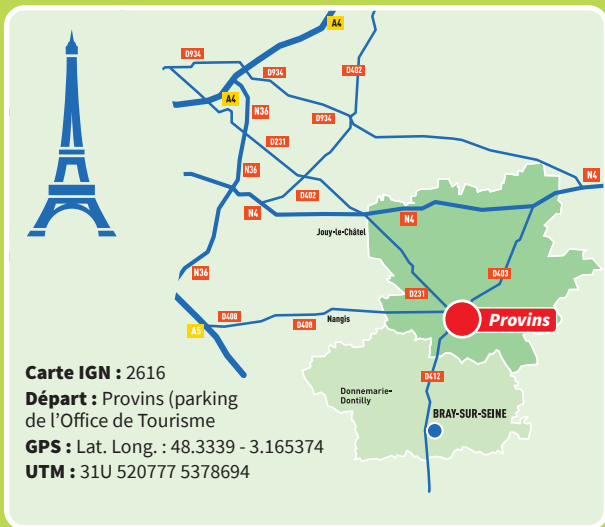 A4
D934
D402
D934
A4
N36
D934
D231
N36
D402
N4
N4
N4
Jouy-le-Châtel
N36
D403
D231
D408
D408
Nangis
Provins
A5
D412
Carte IGN : 2616
Départ : Provins (parking
de l'Office de Tourisme
GPS : Lat. Long. : 48.3339 - 3.165374
UTM : 31U 520777 5378694
Donnemarie-
Dontilly
BRAY-SUR-SEINE